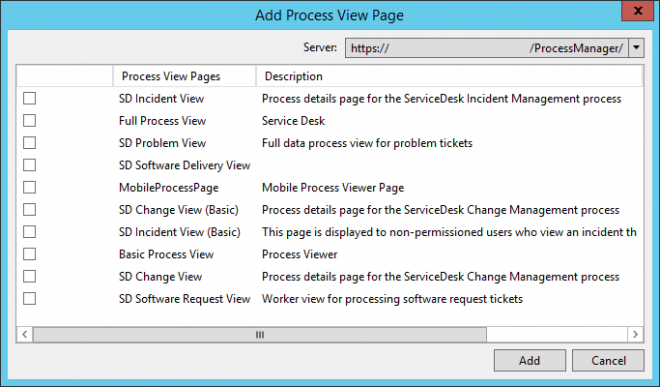 Add Process View Page
Server: https:// /ProcessManager/
Process View Pages Description
SD Incident View Process details page for the ServiceDesk Incident Management process
Full Process View Service Desk
SD Problem View Full data process view for problem tickets
SD Software Delivery View
MobileProcessPage Mobile Process Viewer Page
SD Change View (Basic) Process details page for the ServiceDesk Change Management process
SD Incident View (Basic) This page is displayed to non-permissioned users who view an incident th
Basic Process View Process Viewer
SD Change View Process details page for the ServiceDesk Change Management process
SD Software Request View Worker view for processing software request tickets
Add Cancel